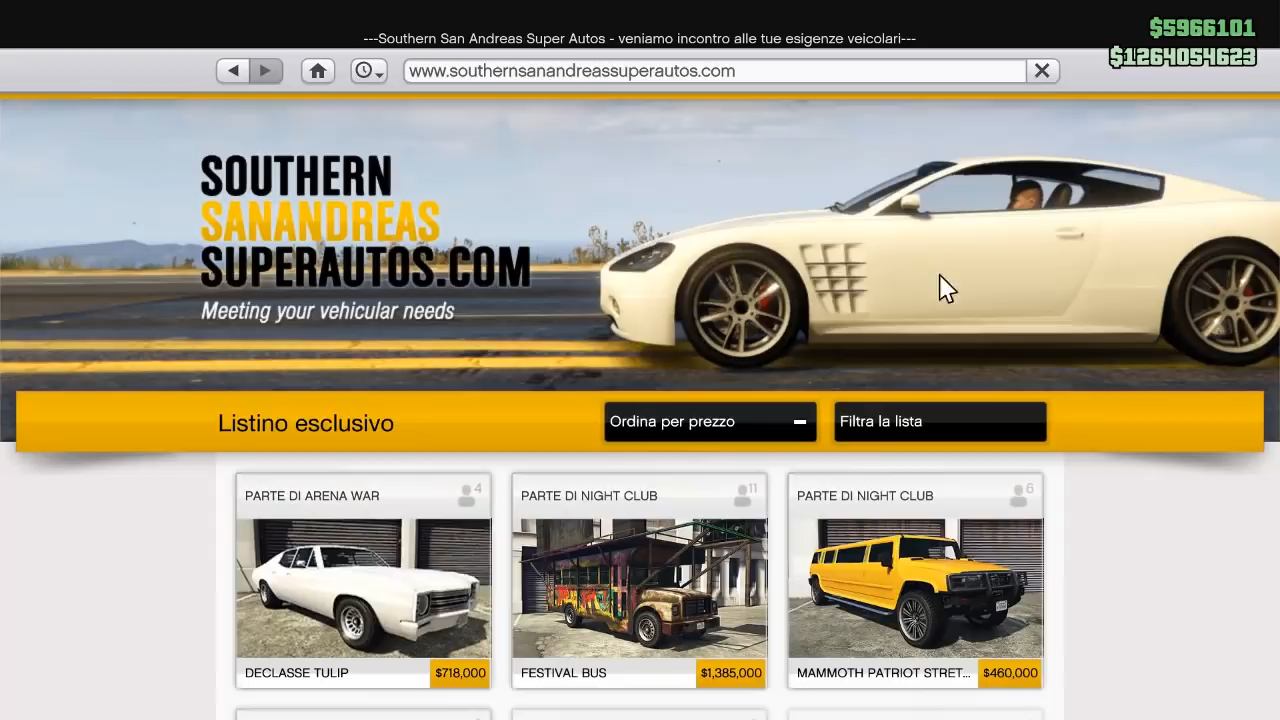 ---Southern San Andreas Super Autos - veniamo incontro alle tue esigenze veicolari---
$5966101
$1264054623
www.southernsanandreassuperautos.com
SOUTHERN
SANANDREAS
SUPERAUTOS.COM
Meeting your vehicular needs
Listino esclusivo
Ordina per prezzo
Filtra la lista
PARTE DI ARENA WAR 4
PARTE DI NIGHT CLUB 11
PARTE DI NIGHT CLUB 6
DECLASSE TULIP $718,000
FESTIVAL BUS $1,385,000
MAMMOTH PATRIOT STRET... $460,000